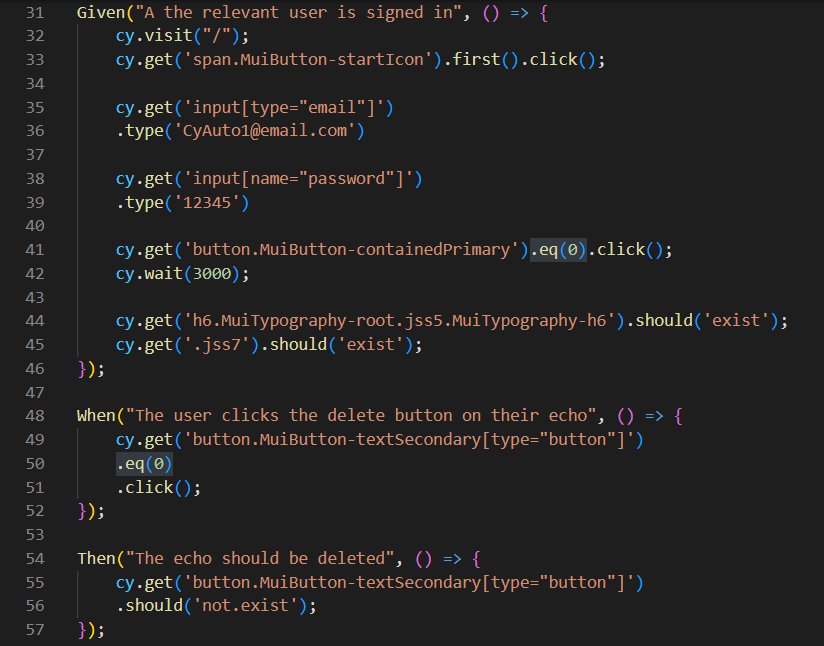 31 Given("A the relevant user is signed in", () => {
32 cy.visit("/");
33 cy.get('span.MuiButton-startIcon').first().click();
34
35 cy.get('input[type="email"]')
36 .type('CyAuto1@email.com')
37
38 cy.get('input[name="password"]')
39 .type('12345')
40
41 cy.get('button.MuiButton-containedPrimary').eq(0).click();
42 cy.wait(3000);
43
44 cy.get('h6.MuiTypography-root.jss5.MuiTypography-h6').should('exist');
45 cy.get('.jss7').should('exist');
46 });
47
48 When("The user clicks the delete button on their echo", () => {
49 cy.get('button.MuiButton-textSecondary[type="button"]')
50 .eq(0)
51 .click();
52 });
53
54 Then("The echo should be deleted", () => {
55 cy.get('button.MuiButton-textSecondary[type="button"]')
56 .should('not.exist');
57 });